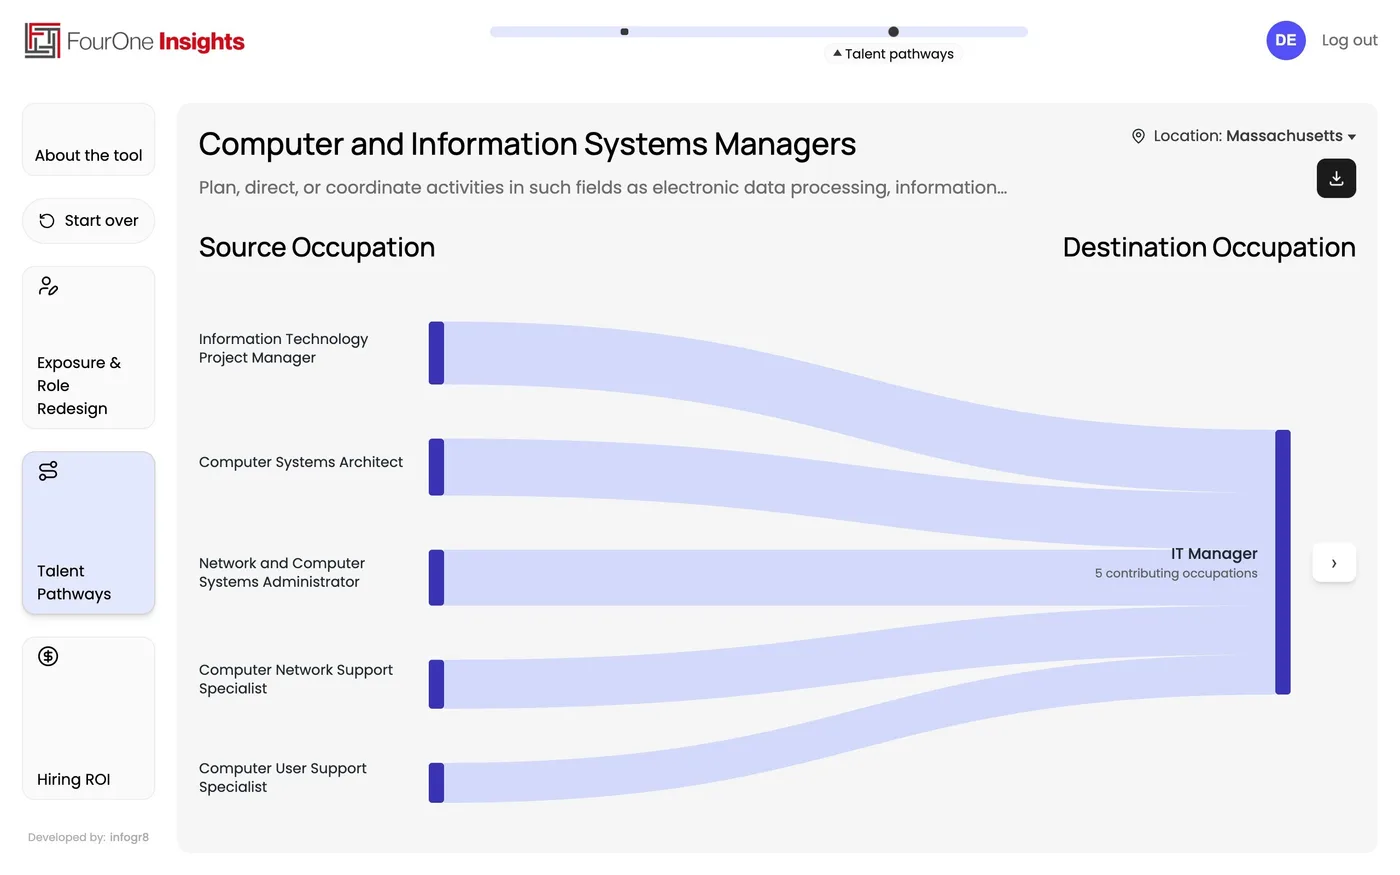 FourOne Insights
Talent pathways
DE
Log out
About the tool
Start over
Exposure &
Role
Redesign
Talent
Pathways
Hiring ROI
Developed by: infogr8
Computer and Information Systems Managers
Location: Massachusetts
Plan, direct, or coordinate activities in such fields as electronic data processing, information...
Source Occupation
Destination Occupation
Information Technology
Project Manager
Computer Systems Architect
Network and Computer
Systems Administrator
Computer Network Support
Specialist
Computer User Support
Specialist
IT Manager
5 contributing occupations